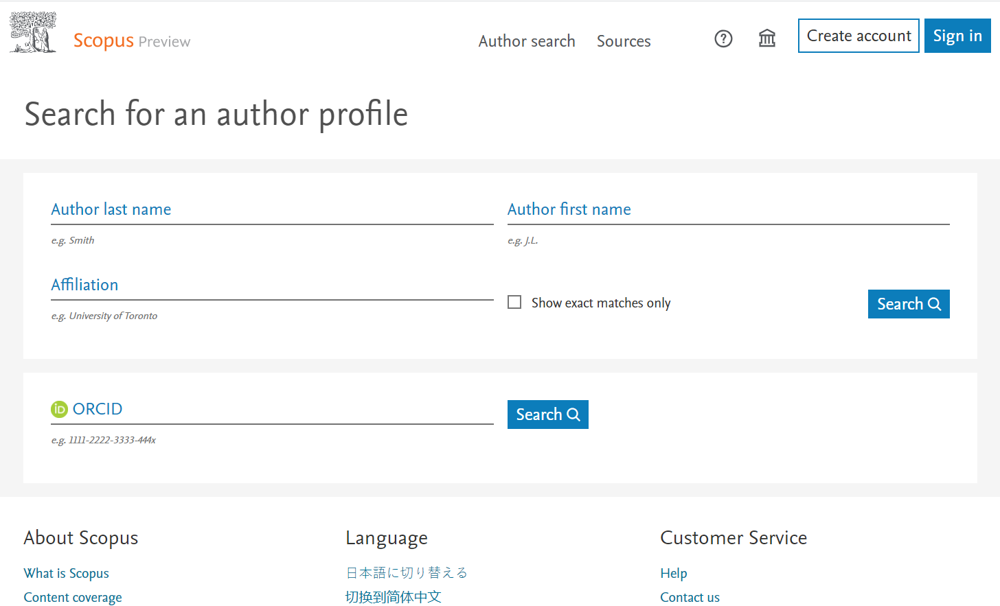 Scopus Preview
Author search Sources Create account Sign in
Search for an author profile
Author last name Author first name
e.g. Smith e.g. J.L.
Affiliation
Show exact matches only Search
e.g. University of Toronto
iD ORCID Search
e.g. 1111-2222-3333-444x
About Scopus Language Customer Service
What is Scopus 日本語に切り替える Help
Content coverage 切换到简体中文 Contact us